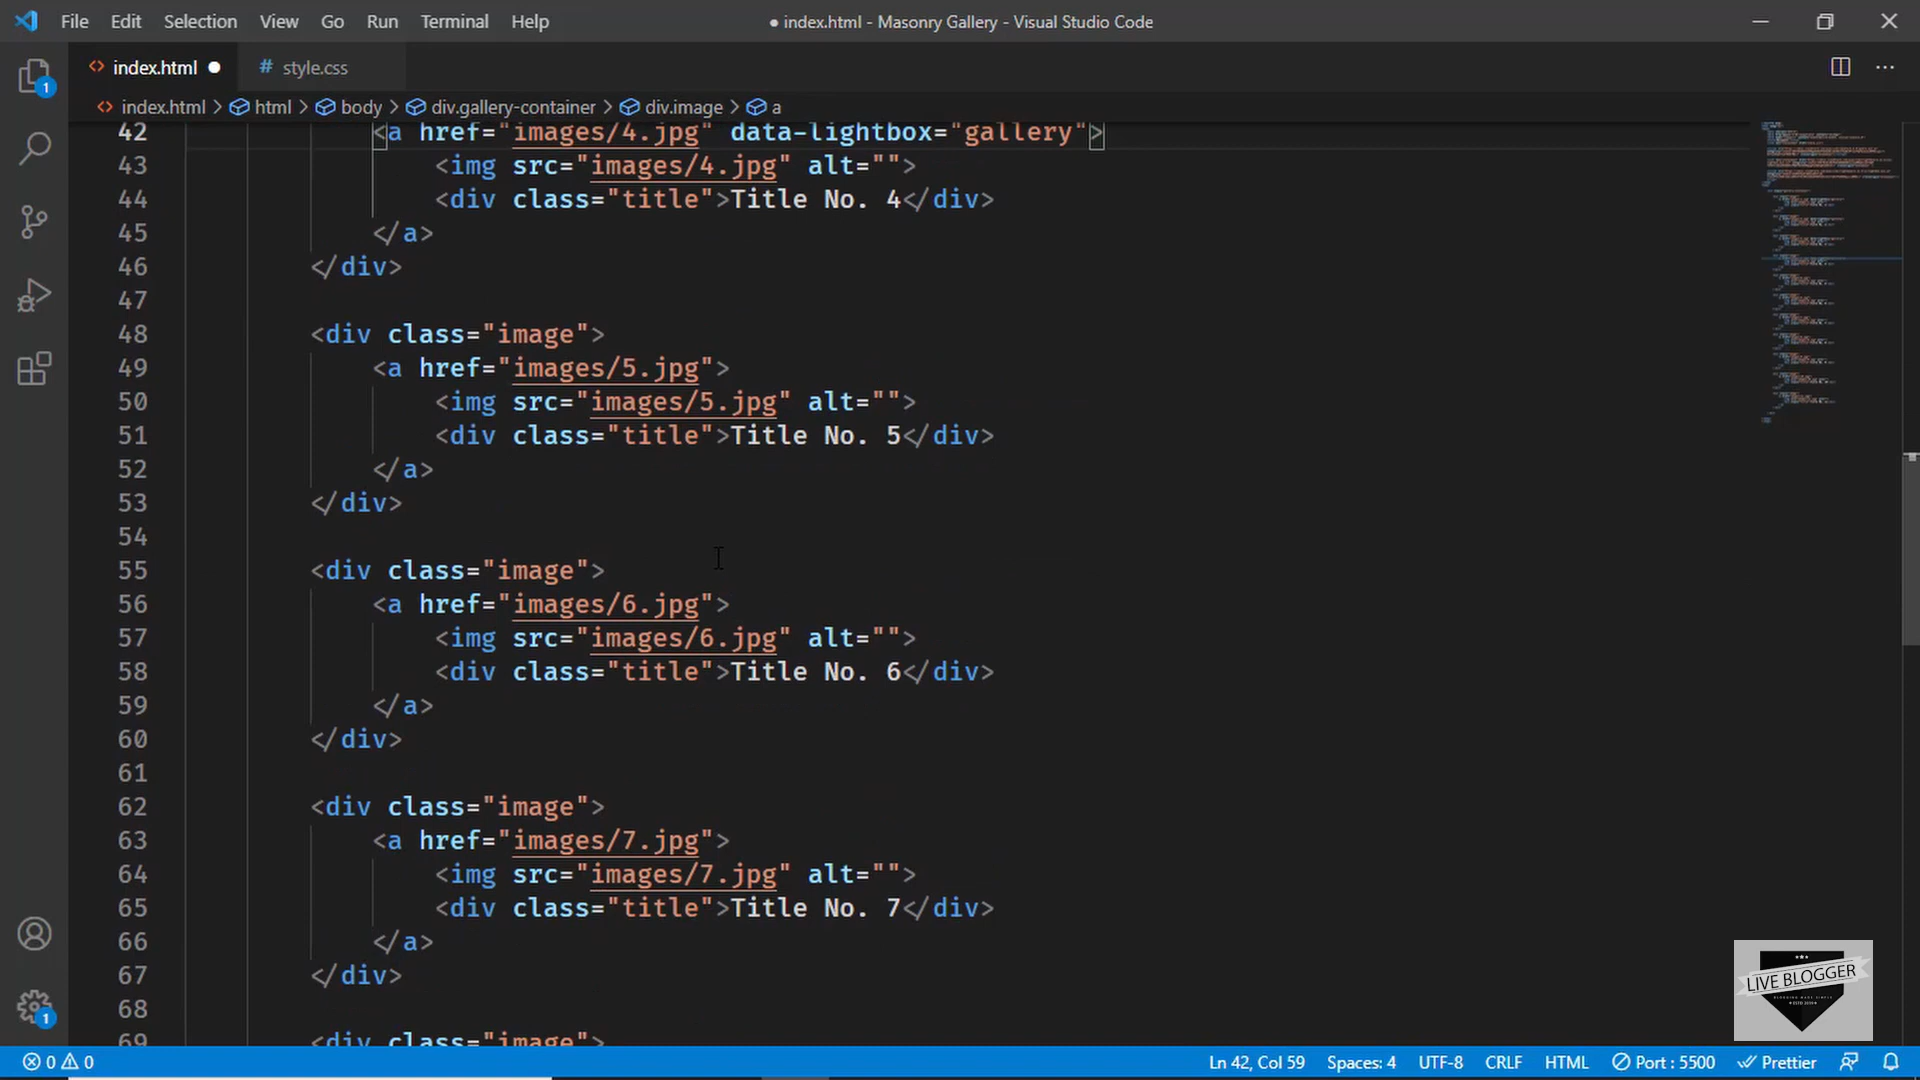 File Edit Selection View Go Run Terminal Help ● index.html - Masonry Gallery - Visual Studio Code
index.html ● # style.css
index.html > html > body > div.gallery-container > div.image > a
42 <a href="images/4.jpg" data-lightbox="gallery">
43 <img src="images/4.jpg" alt="">
44 <div class="title">Title No. 4</div>
45 </a>
46 </div>
47
48 <div class="image">
49 <a href="images/5.jpg">
50 <img src="images/5.jpg" alt="">
51 <div class="title">Title No. 5</div>
52 </a>
53 </div>
54
55 <div class="image">
56 <a href="images/6.jpg">
57 <img src="images/6.jpg" alt="">
58 <div class="title">Title No. 6</div>
59 </a>
60 </div>
61
62 <div class="image">
63 <a href="images/7.jpg">
64 <img src="images/7.jpg" alt="">
65 <div class="title">Title No. 7</div>
66 </a>
67 </div>
68
69 <div class="image">
1
1
LIVE BLOGGER
0 0 Ln 42, Col 59 Spaces: 4 UTF-8 CRLF HTML Port : 5500 Prettier